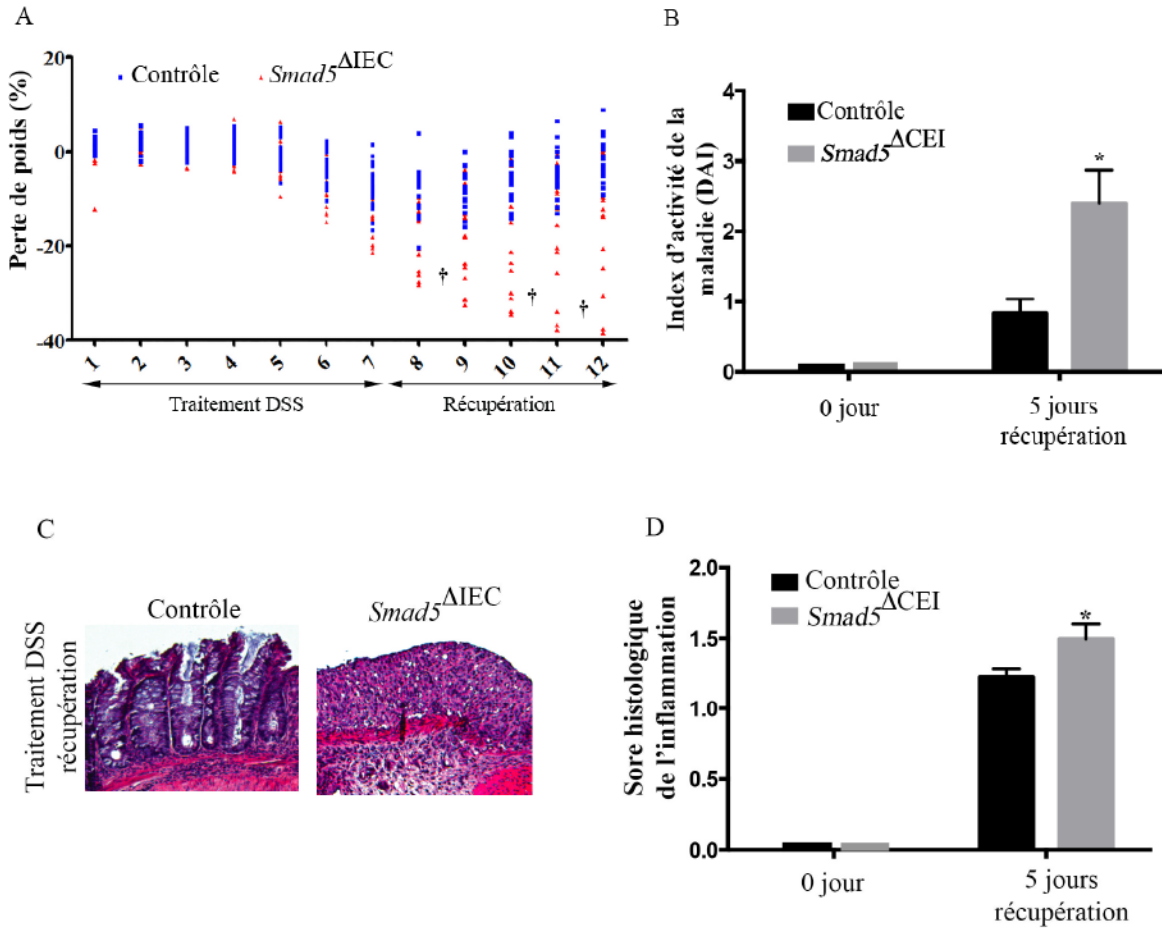 A
20
0
-20
-40
Perte de poids (%)
Contrôle
Smad5ΔIEC
†
†
†
1
2
3
4
5
6
7
8
9
10
11
12
Traitement DSS
Récupération
B
4
3
2
1
0
Index d'activité de la
maladie (DAI)
Contrôle
Smad5ΔCEI
*
0 jour
5 jours
récupération
C
Contrôle
Smad5ΔIEC
Traitement DSS
récupération
D
2.0
1.5
1.0
0.5
0.0
Sore histologique
de l'inflammation
Contrôle
Smad5ΔCEI
*
0 jour
5 jours
récupération